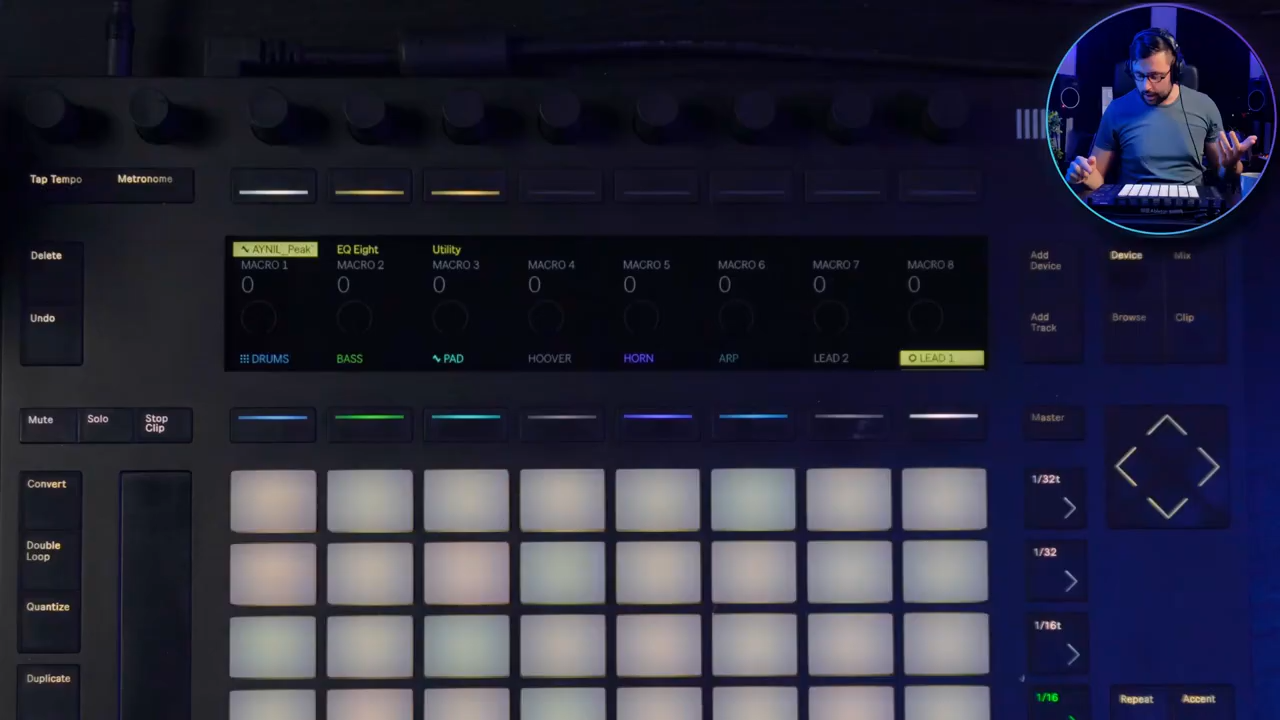 Tap Tempo Metronome
Delete
Undo
AYNIL_Peak EQ Eight Utility
MACRO 1 MACRO 2 MACRO 3 MACRO 4 MACRO 5 MACRO 6 MACRO 7 MACRO 8
0 0 0 0 0 0 0 0
DRUMS BASS PAD HOOVER HORN ARP LEAD 2 LEAD 1
Add
Device
Add
Track
Device Mix
Browse Clip
Mute Solo Stop
Clip
Master
Convert
Double
Loop
Quantize
Duplicate
1/32t
1/32
1/16t
1/16
Repeat Accent